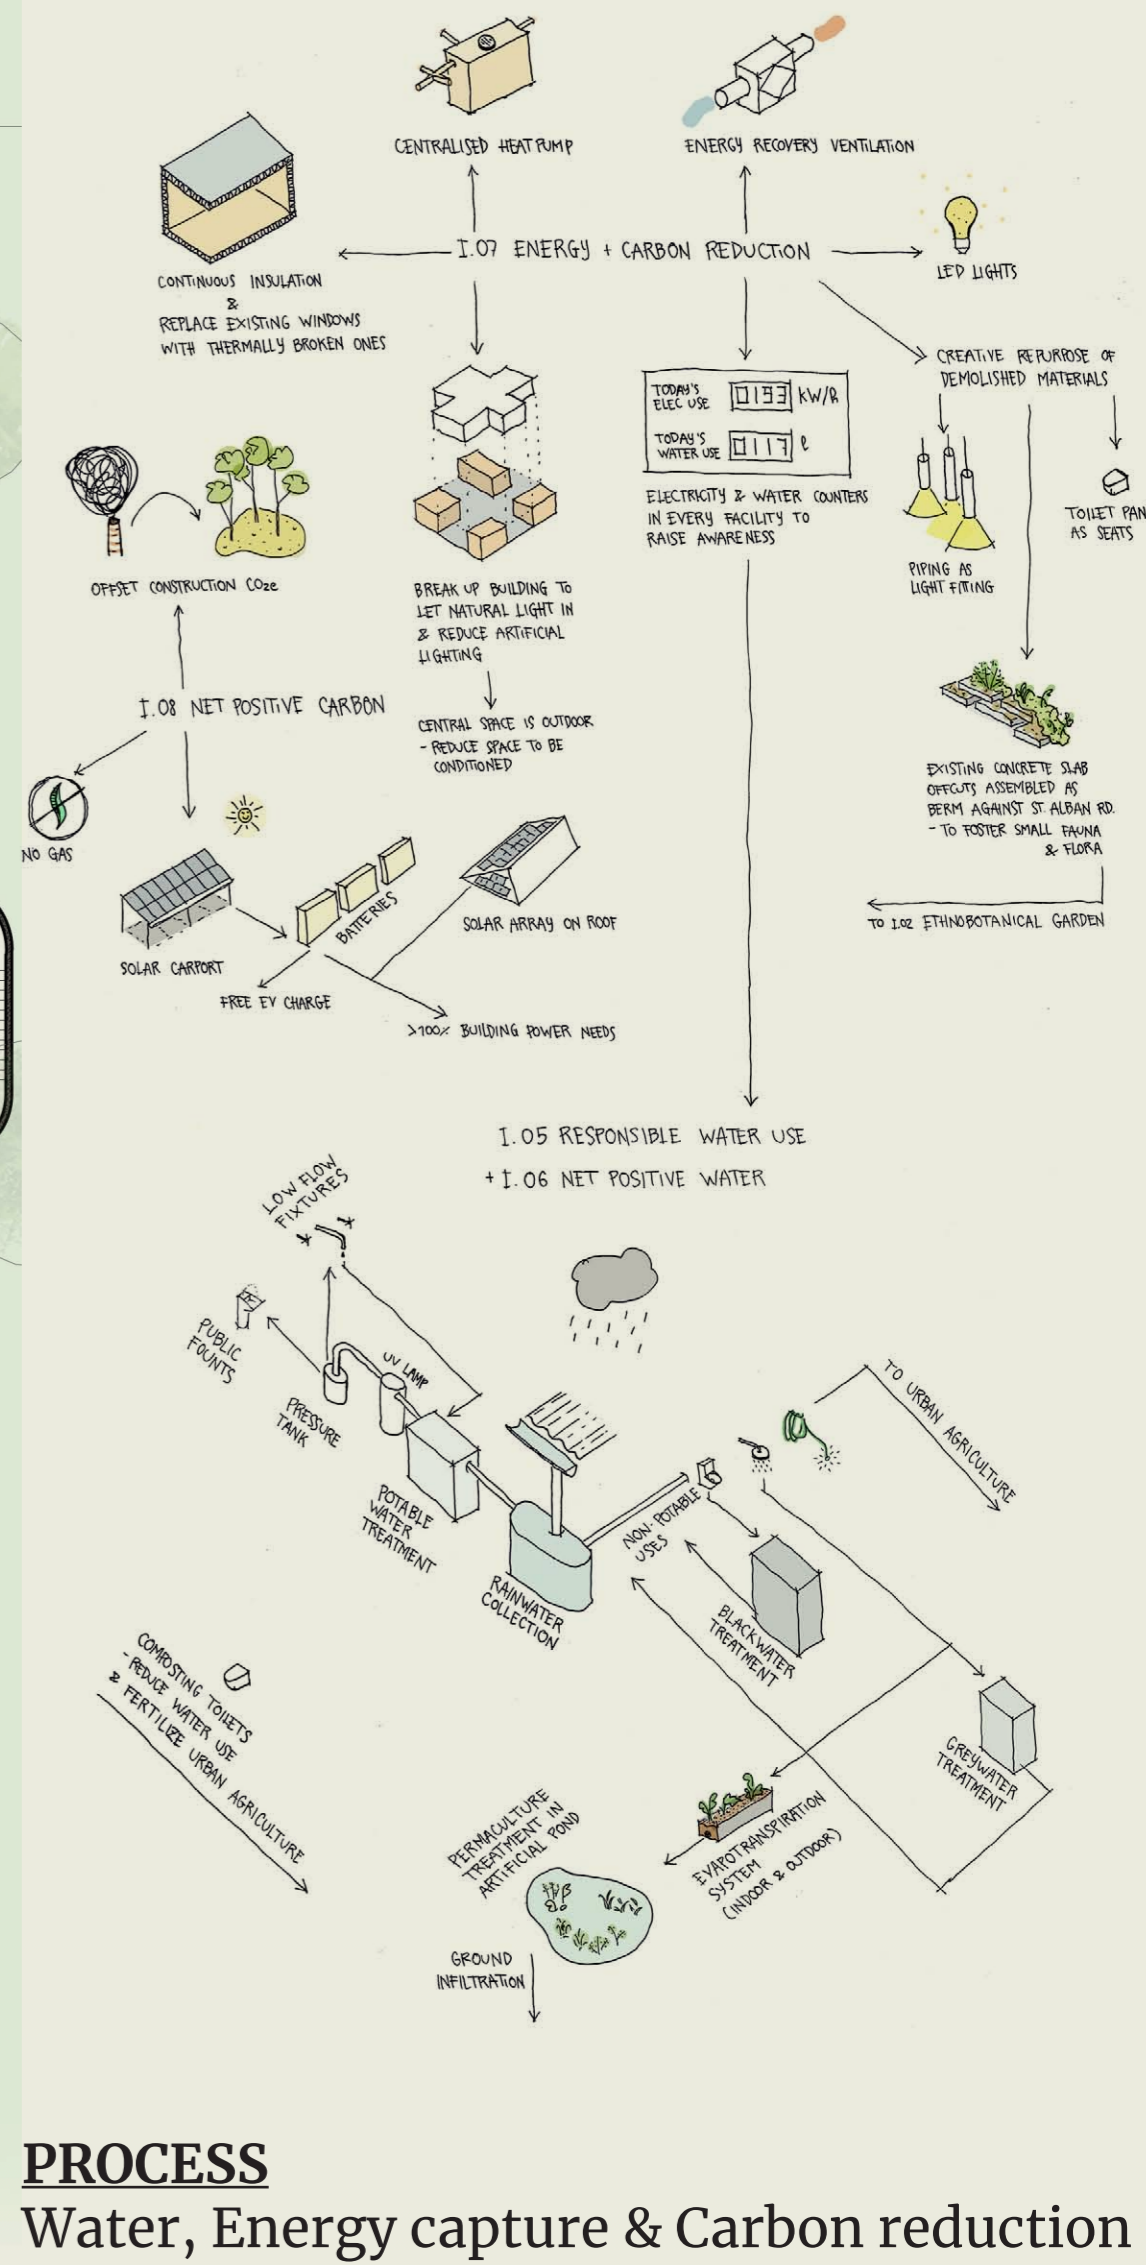 CENTRALISED HEAT PUMP
ENERGY RECOVERY VENTILATION
I.07 ENERGY + CARBON REDUCTION
LED LIGHTS
CONTINUOUS INSULATION
&
REPLACE EXISTING WINDOWS
WITH THERMALLY BROKEN ONES
CREATIVE REPURPOSE OF
DEMOLISHED MATERIALS
TODAY'S
ELEC USE
0193 kW/R
TODAY'S
WATER USE
0117 l
ELECTRICITY & WATER COUNTERS
IN EVERY FACILITY TO
RAISE AWARENESS
TOILET PAN
AS SEATS
PIPING AS
LIGHT FITTING
OFFSET CONSTRUCTION CO2e
BREAK UP BUILDING TO
LET NATURAL LIGHT IN
& REDUCE ARTIFICIAL
LIGHTING
I.08 NET POSITIVE CARBON
CENTRAL SPACE IS OUTDOOR
- REDUCE SPACE TO BE
CONDITIONED
EXISTING CONCRETE SLAB
OFFCUTS ASSEMBLED AS
BERM AGAINST ST. ALBAN RD.
- TO FOSTER SMALL FAUNA
& FLORA
NO GAS
BATTERIES
SOLAR ARRAY ON ROOF
TO I.02 ETHNOBOTANICAL GARDEN
SOLAR CARPORT
FREE EV CHARGE
>100% BUILDING POWER NEEDS
I.05 RESPONSIBLE WATER USE
+ I.06 NET POSITIVE WATER
LOW FLOW
FIXTURES
PUBLIC
FOUNTS
UV LAMP
PRESSURE
TANK
TO URBAN AGRICULTURE
POTABLE
WATER
TREATMENT
NON-POTABLE
USES
RAINWATER
COLLECTION
BLACKWATER
TREATMENT
COMPOSTING TOILETS
- REDUCE WATER USE
& FERTILIZE URBAN AGRICULTURE
GREYWATER
TREATMENT
PERMACULTURE
TREATMENT IN
ARTIFICIAL POND
EVAPOTRANSPIRATION
SYSTEM
(INDOOR & OUTDOOR)
GROUND
INFILTRATION
PROCESS
Water, Energy capture & Carbon reduction